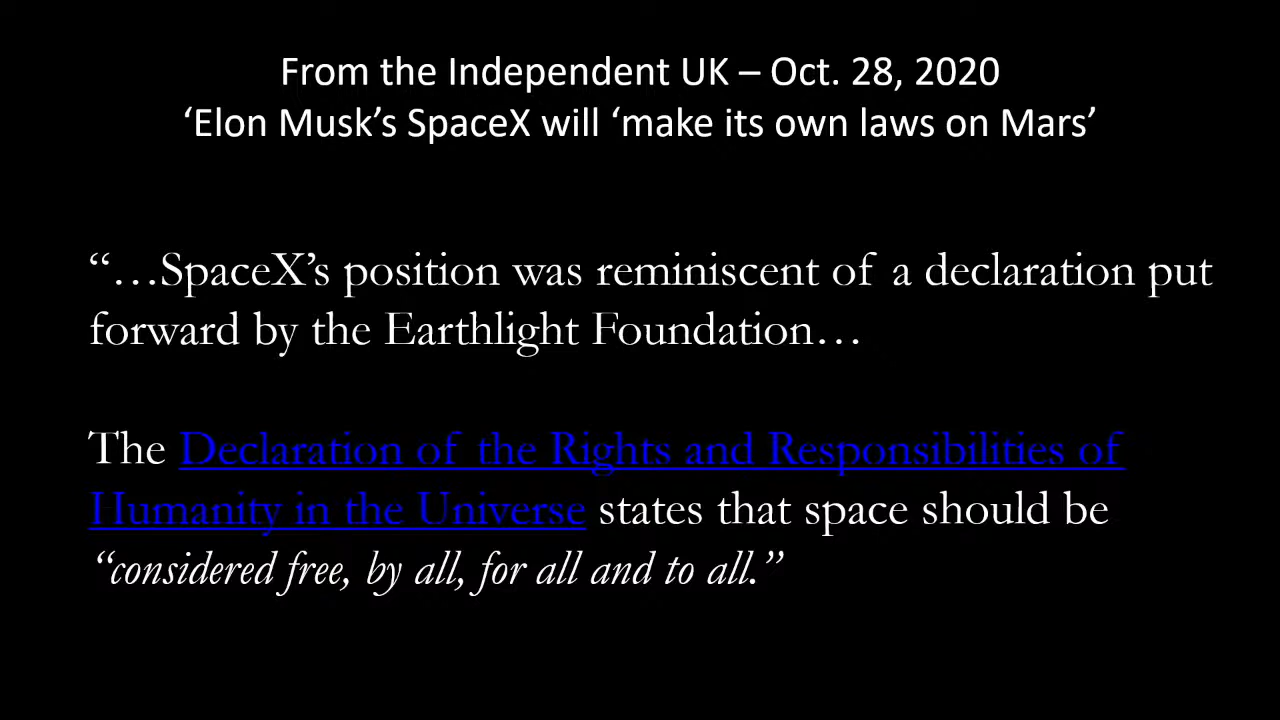 From the Independent UK – Oct. 28, 2020
‘Elon Musk’s SpaceX will ‘make its own laws on Mars’
“…SpaceX’s position was reminiscent of a declaration put
forward by the Earthlight Foundation…
The Declaration of the Rights and Responsibilities of
Humanity in the Universe states that space should be
“considered free, by all, for all and to all.”